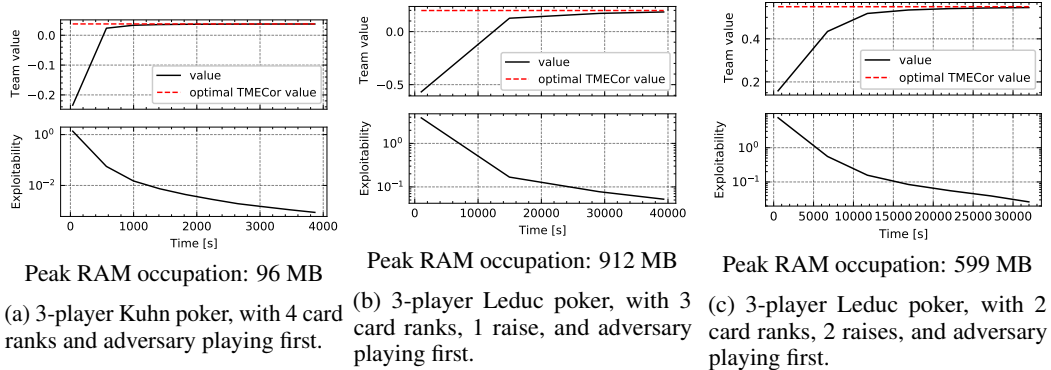 Team value
0.0
−0.1
−0.2
value
optimal TMECor value
Exploitability
10⁰
10⁻²
0 1000 2000 3000 4000
Time [s]
Peak RAM occupation: 96 MB
(a) 3-player Kuhn poker, with 4 card
ranks and adversary playing first.
Team value
0.0
−0.5
value
optimal TMECor value
Exploitability
10⁰
10⁻¹
0 10000 20000 30000 40000
Time [s]
Peak RAM occupation: 912 MB
(b) 3-player Leduc poker, with 3
card ranks, 1 raise, and adversary
playing first.
Team value
0.4
0.2
value
optimal TMECor value
Exploitability
10⁰
10⁻¹
0 5000 10000 15000 20000 25000 30000
Time [s]
Peak RAM occupation: 599 MB
(c) 3-player Leduc poker, with 2
card ranks, 2 raises, and adversary
playing first.